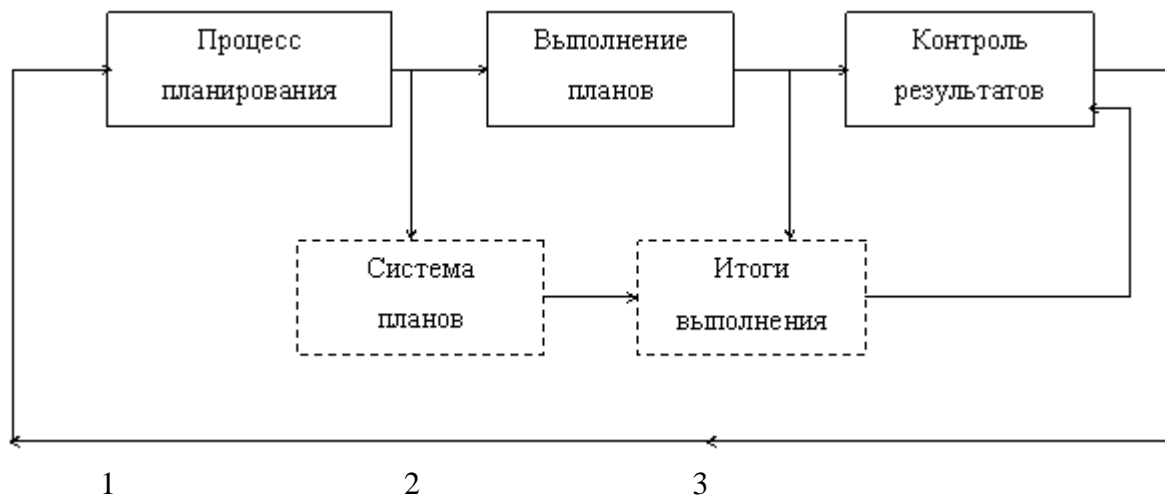 Процесс
планирования
Выполнение
планов
Контроль
результатов
Система
планов
Итоги
выполнения
1 2 3